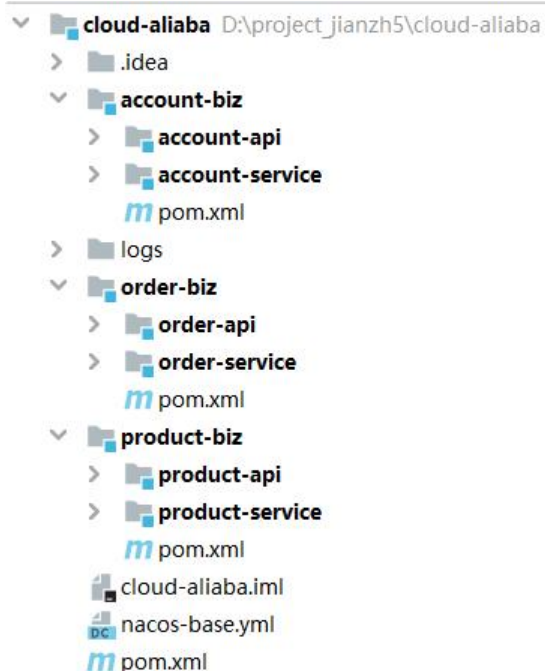 cloud-aliaba D:\project_jianzh5\cloud-aliaba
.idea
account-biz
account-api
account-service
pom.xml
logs
order-biz
order-api
order-service
pom.xml
product-biz
product-api
product-service
pom.xml
cloud-aliaba.iml
DC nacos-base.yml
pom.xml